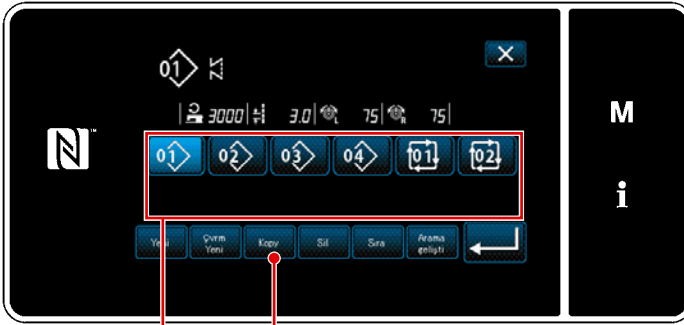 01
3000 3.0 L 75 R 75
01 02 03 04 01 02
Yeni Çvrm Yeni Kopy Sil Sıra Arama gelişti
M
i
N